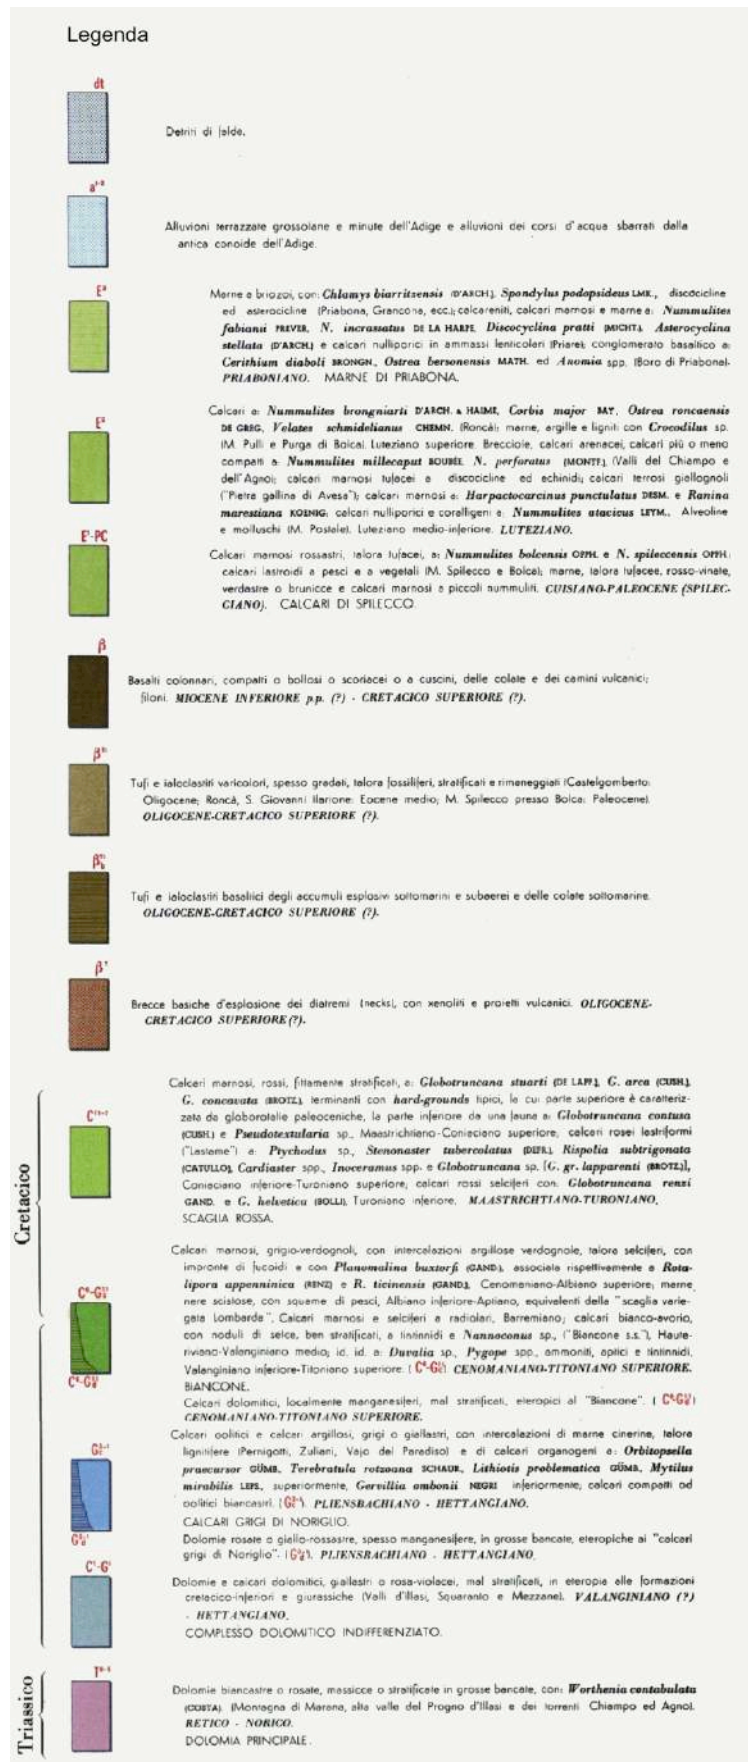 Legenda
dt
Detriti di falda.
Alluvioni terrazzate grossolane e minute dell'Adige e alluvioni dei corsi d'acqua sbarrati dalla
antica conoide dell'Adige.
E³
Marne a briozoi, con: Chlamys biarritzensis (D'ARCH.), Spondylus podopsideus LMK., discocicline
ed asterocicline (Priabona, Grancona, ecc.); calcareniti, calcari marnosi e marne a: Nummulites
fabianii PREVER, N. incrassatus DE LA HARPE, Discocyclina pratti (MICHT.), Asterocyclina
stellata (D'ARCH.) e calcari nulliporici in ammassi lenticolari (Priare); conglomerato basaltico a:
Cerithium diaboli BRONGN., Ostrea bersonensis MATH. ed Anomia spp. (Boro di Priabona).
PRIABONIANO. MARNE DI PRIABONA.
E²
Calcari a: Nummulites brongniarti D'ARCH. & HAIME, Corbis major BAY, Ostrea roncaensis
DE GREG., Velates schmidelianus CHEMN. (Roncà); marne, argille e ligniti con Crocodilus sp.
(M. Pulli e Purga di Bolca). Luteziano superiore. Brecciole, calcari arenacei, calcari più o meno
compatti a: Nummulites millecaput BOUBÉE, N. perforatus (MONTF.), (Valli del Chiampo e
dell'Agno); calcari marnosi tufacei a discocicline ed echinidi; calcari terrosi giallognoli
("Pietra gallina di Avesa"); calcari marnosi a: Harpactocarcinus punctulatus DESM. e Ranina
marestiana KOENIG; calcari nulliporici e coralligeni a: Nummulites atacicus LEYM., Alveoline
e molluschi (M. Postale). Luteziano medio-inferiore. LUTEZIANO.
E¹-PC
Calcari marnosi rossastri, talora tufacei, a: Nummulites bolcensis OPPH. e N. spileccensis OPPH.;
calcari lastroidi a pesci e a vegetali (M. Spilecco e Bolca); marne, talora tufacee, rosso-vinate,
verdastre o brunicce e calcari marnosi a piccoli nummuliti. CUISIANO-PALEOCENE (SPILEC-
CIANO). CALCARI DI SPILECCO.
β
Basalti colonnari, compatti o bollosi o scoriacei o a cuscini, delle colate e dei camini vulcanici;
filoni. MIOCENE INFERIORE p.p. (?) - CRETACICO SUPERIORE (?).
Tufi e ialoclastiti varicolori, spesso gradati, talora fossiliferi, stratificati e rimaneggiati (Castelgomberto:
Oligocene; Roncà, S. Giovanni Ilarione: Eocene medio; M. Spilecco presso Bolca: Paleocene).
OLIGOCENE-CRETACICO SUPERIORE (?).
Tufi e ialoclastiti basaltici degli accumuli esplosivi sottomarini e subaerei e delle colate sottomarine.
OLIGOCENE-CRETACICO SUPERIORE (?).
Brecce basiche d'esplosione dei diatremi (necks), con xenoliti e proietti vulcanici. OLIGOCENE-
CRETACICO SUPERIORE (?).
Cretacico
Calcari marnosi, rossi, fittamente stratificati, a: Globotruncana stuarti (DE LAPP.), G. arca (CUSH.),
G. concavata (BROTZ.), terminanti con hard-grounds tipici, la cui parte superiore è caratteriz-
zata da globorotalie paleoceniche, la parte inferiore da una fauna a: Globotruncana contusa
(CUSH.) e Pseudotextularia sp., Maastrichtiano-Coniaciano superiore; calcari rosei lastriformi
("Lastame") a: Ptychodus sp., Stenonaster tubercolatus (DEFR.), Rispolia subtrigonata
(CATULLO), Cardiaster spp., Inoceramus spp. e Globotruncana sp. [G. gr. lapparenti (BROTZ.)],
Coniaciano inferiore-Turoniano superiore; calcari rossi selciferi con: Globotruncana renzi
GAND. e G. helvetica (BOLLI), Turoniano inferiore. MAASTRICHTIANO-TURONIANO.
SCAGLIA ROSSA.
Calcari marnosi, grigio-verdognoli, con intercalazioni argillose verdognole, talora selciferi, con
impronte di fucoidi e con Planomalina buxtorfi (GAND.), associata rispettivamente a Rota-
lipora appenninica (RENZ) e R. ticinensis (GAND.), Cenomaniano-Albiano superiore; marne
nere scistose, con squame di pesci, Albiano inferiore-Aptiano, equivalenti della "scaglia varie-
gata Lombarda". Calcari marnosi e selciferi a radiolari, Barremiano; calcari bianco-avorio,
con noduli di selce, ben stratificati, a tintinnidi e Nannoconus sp., ("Biancone s.s."), Haute-
riviano-Valanginiano medio; id. id. a: Duvalia sp., Pygope spp., ammoniti, aptici e tintinnidi,
Valanginiano inferiore-Titoniano superiore. CENOMANIANO-TITONIANO SUPERIORE.
BIANCONE.
Calcari dolomitici, localmente manganesiferi, mal stratificati, eteropici al "Biancone".
CENOMANIANO-TITONIANO SUPERIORE.
Calcari oolitici e calcari argillosi, grigi o giallastri, con intercalazioni di marne cinerine, talora
lignitifere (Pernigotti, Zuliani, Vajo del Paradiso) e di calcari organogeni a: Orbitopsella
praecursor GÜMB., Terebratula rotzoana SCHAUR., Lithiotis problematica GÜMB., Mytilus
mirabilis LEPS., superiormente, Gervillia ombonii NEGRI inferiormente; calcari compatti od
oolitici biancastri. PLIENSBACHIANO - HETTANGIANO.
CALCARI GRIGI DI NORIGLIO.
Dolomie rosate o giallo-rossastre, spesso manganesifere, in grosse bancate, eteropiche ai "calcari
grigi di Noriglio". PLIENSBACHIANO - HETTANGIANO.
Dolomie e calcari dolomitici, giallastri o rosa-violacei, mal stratificati, in eteropia alle formazioni
cretacico-inferiori e giurassiche (Valli d'Illasi, Squaranto e Mezzane). VALANGINIANO (?)
- HETTANGIANO.
COMPLESSO DOLOMITICO INDIFFERENZIATO.
Triassico
Dolomie biancastre o rosate, massicce o stratificate in grosse bancate, con: Worthenia contabulata
(COSTA). (Montagna di Marana, alta valle del Progno d'Illasi e dei torrenti Chiampo ed Agno).
RETICO - NORICO.
DOLOMIA PRINCIPALE.